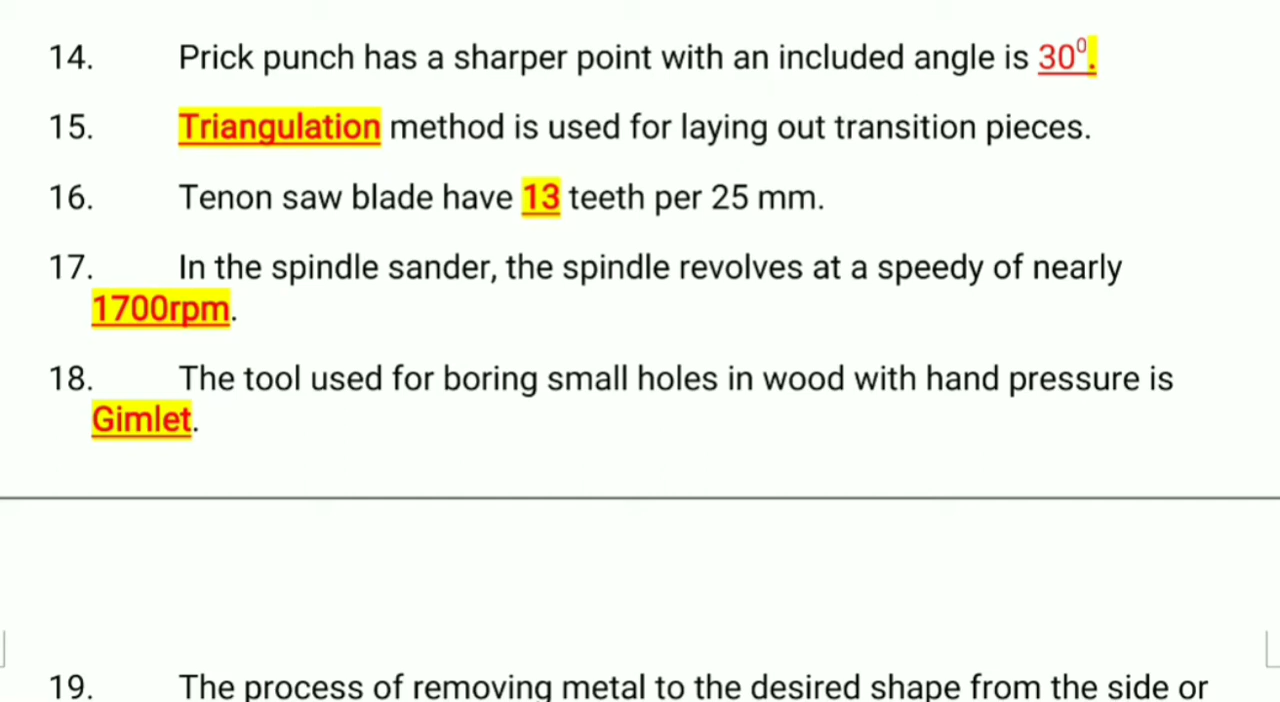 14. Prick punch has a sharper point with an included angle is 30⁰.
15. Triangulation method is used for laying out transition pieces.
16. Tenon saw blade have 13 teeth per 25 mm.
17. In the spindle sander, the spindle revolves at a speedy of nearly
1700rpm.
18. The tool used for boring small holes in wood with hand pressure is
Gimlet.
19. The process of removing metal to the desired shape from the side or